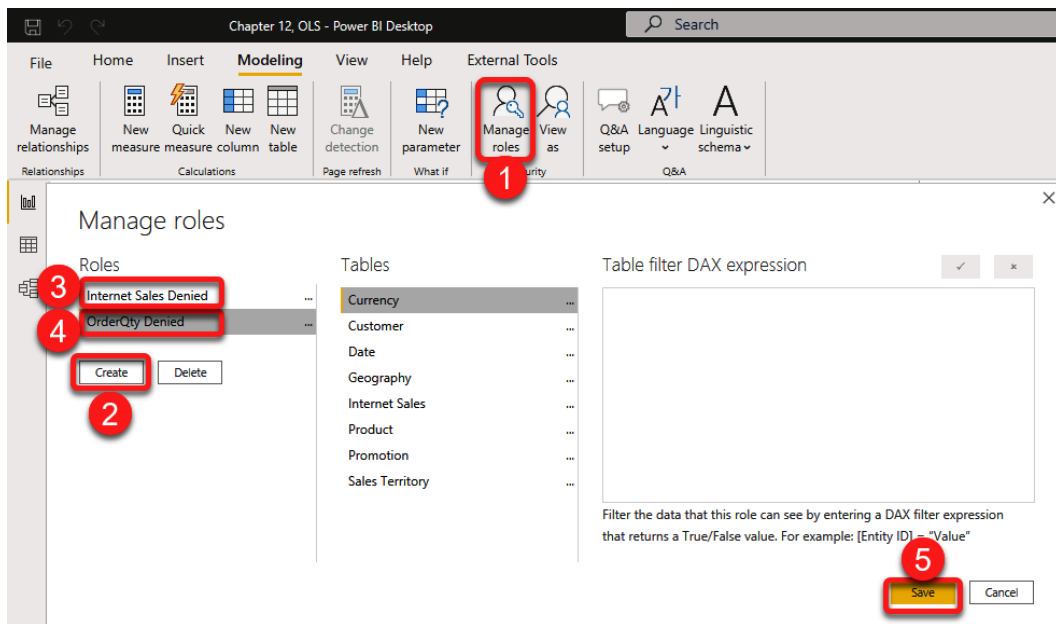 Chapter 12, OLS - Power BI Desktop
Search
File Home Insert Modeling View Help External Tools
Manage relationships
New measure
Quick measure
New column
New table
Change detection
New parameter
Manage roles
View as
Q&A setup
Language
Linguistic schema
Relationships Calculations Page refresh What if urity Q&A
1
Manage roles
Roles
3 Internet Sales Denied ...
4 OrderQty Denied ...
Create Delete
2
Tables
Currency ...
Customer ...
Date ...
Geography ...
Internet Sales ...
Product ...
Promotion ...
Sales Territory ...
Table filter DAX expression
Filter the data that this role can see by entering a DAX filter expression
that returns a True/False value. For example: [Entity ID] = "Value"
5
Save Cancel